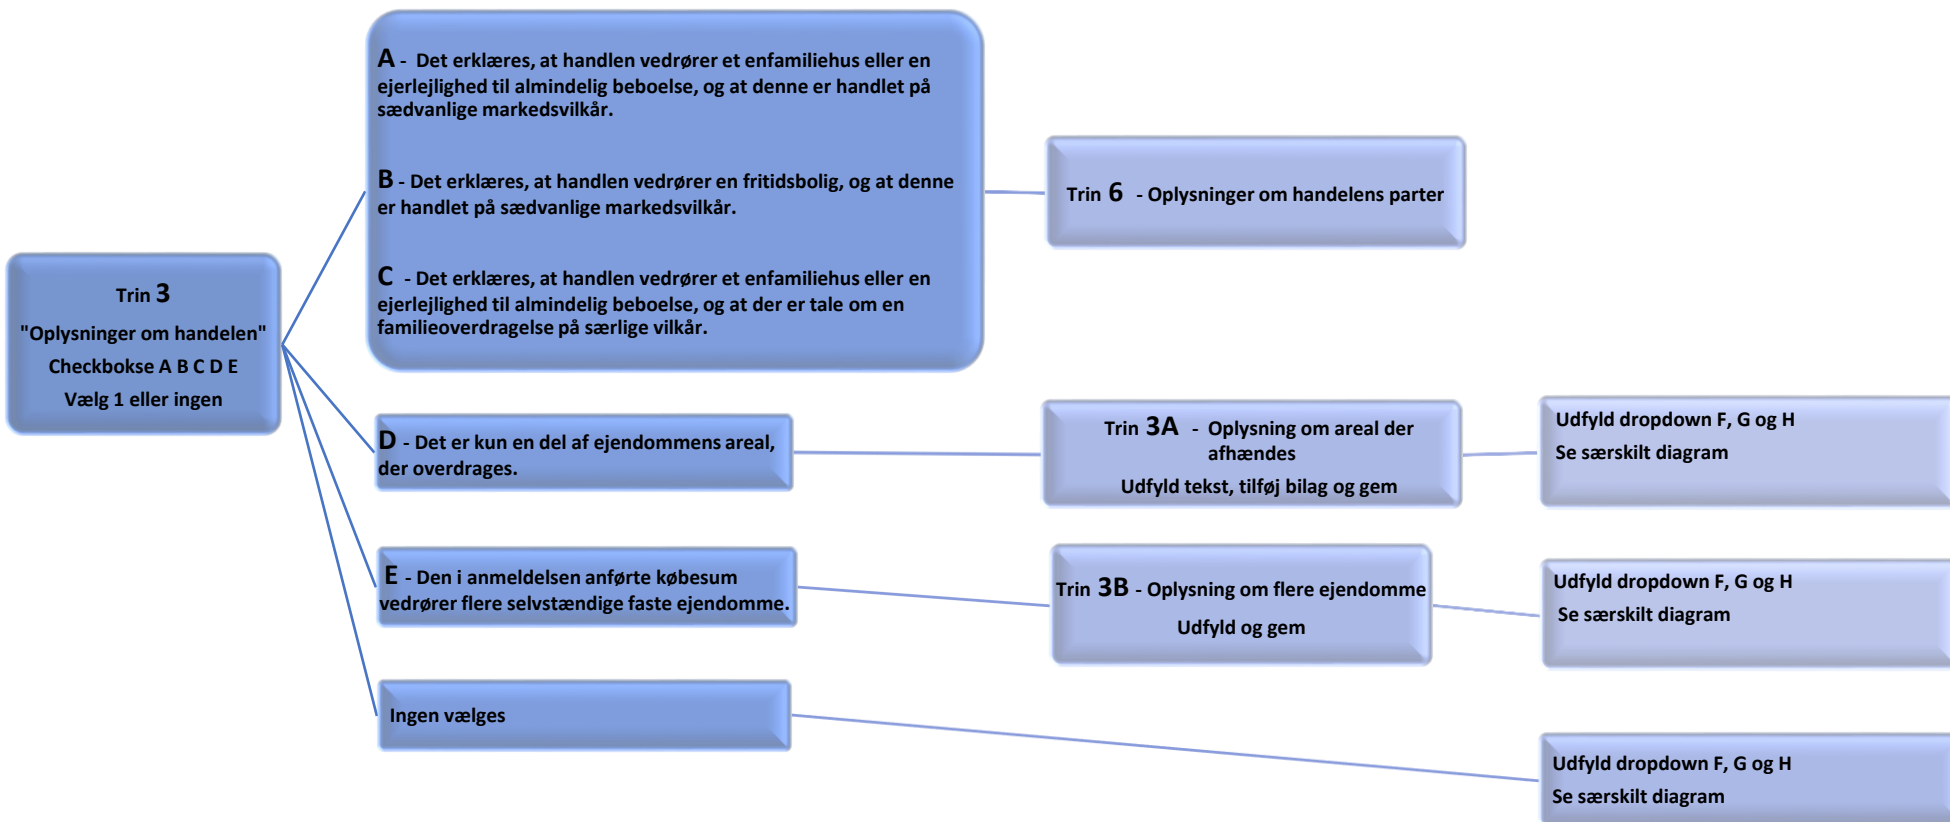 Trin 3
"Oplysninger om handelen"
Checkbokse A B C D E
Vælg 1 eller ingen
A - Det erklæres, at handlen vedrører et enfamiliehus eller en
ejerlejlighed til almindelig beboelse, og at denne er handlet på
sædvanlige markedsvilkår.
B - Det erklæres, at handlen vedrører en fritidsbolig, og at denne
er handlet på sædvanlige markedsvilkår.
C - Det erklæres, at handlen vedrører et enfamiliehus eller en
ejerlejlighed til almindelig beboelse, og at der er tale om en
familieoverdragelse på særlige vilkår.
Trin 6 - Oplysninger om handelens parter
D - Det er kun en del af ejendommens areal,
der overdrages.
Trin 3A - Oplysning om areal der
afhændes
Udfyld tekst, tilføj bilag og gem
Udfyld dropdown F, G og H
Se særskilt diagram
E - Den i anmeldelsen anførte købesum
vedrører flere selvstændige faste ejendomme.
Trin 3B - Oplysning om flere ejendomme
Udfyld og gem
Udfyld dropdown F, G og H
Se særskilt diagram
Ingen vælges
Udfyld dropdown F, G og H
Se særskilt diagram